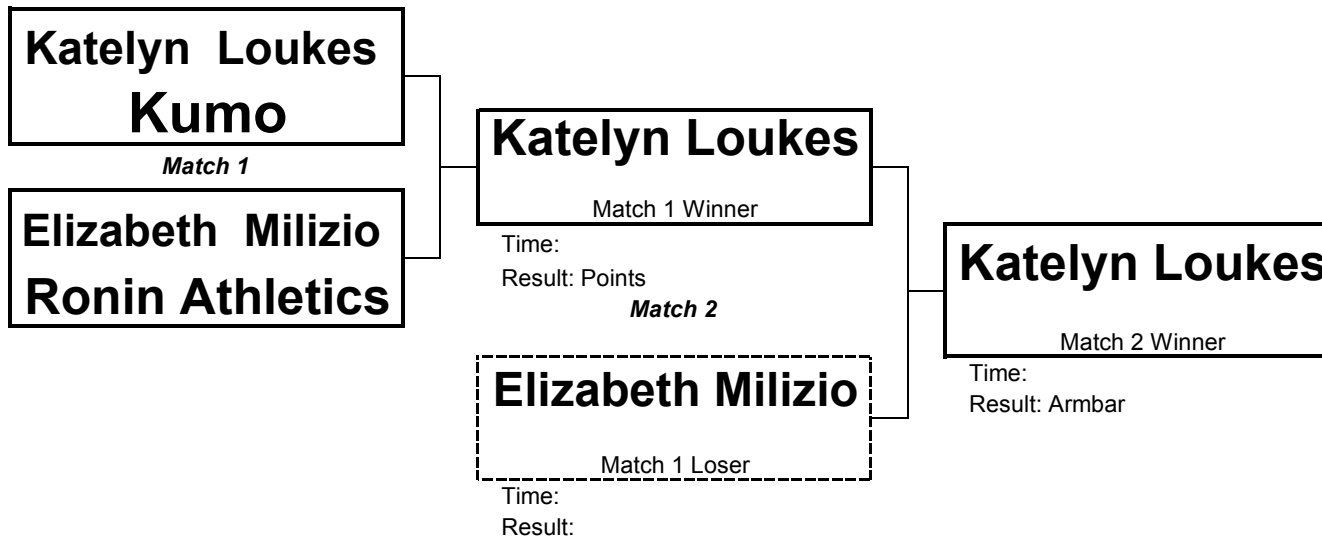 Katelyn Loukes
Kumo
Match 1
Elizabeth Milizio
Ronin Athletics
Katelyn Loukes
Match 1 Winner
Time:
Result: Points
Match 2
Elizabeth Milizio
Match 1 Loser
Time:
Result:
Katelyn Loukes
Match 2 Winner
Time:
Result: Armbar